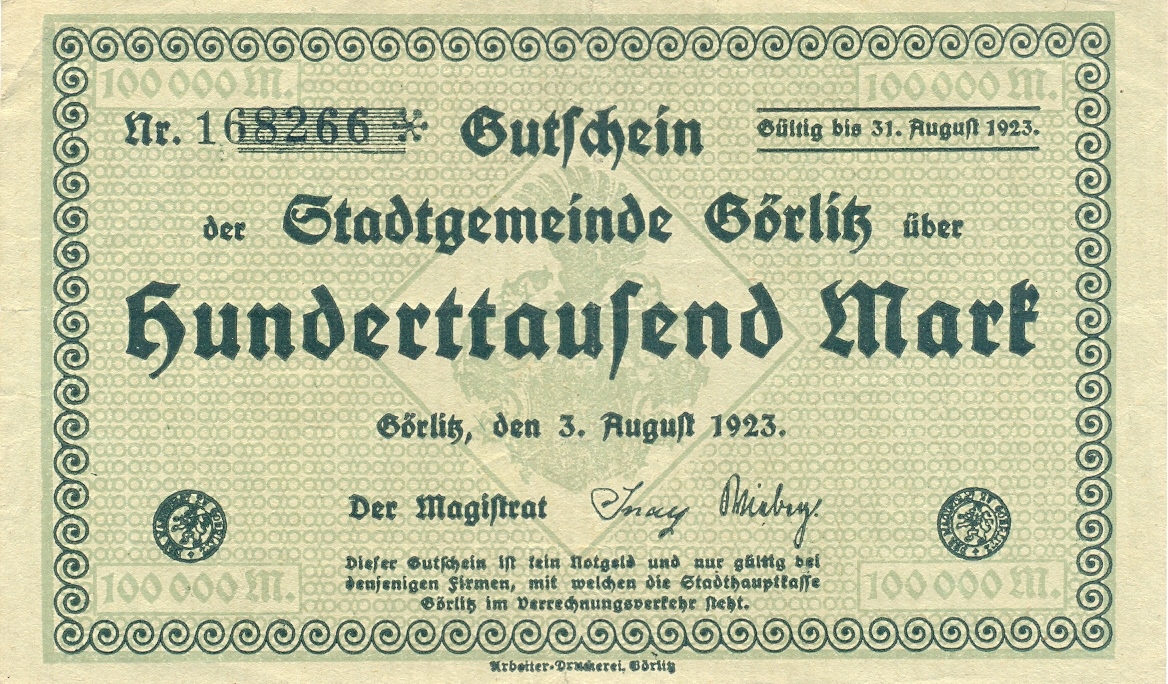 100 000 M.
100 000 M.
Nr. 168266 *
Gutschein
Gültig bis 31. August 1923.
der Stadtgemeinde Görlitz über
Hunderttausend Mark
Görlitz, den 3. August 1923.
Der Magistrat
Dieser Gutschein ist kein Notgeld und nur gültig bei
denjenigen Firmen, mit welchen die Stadthauptkasse
Görlitz im Verrechnungsverkehr steht.
100 000 M.
100 000 M.
Arbeiter-Druckerei, Görlitz